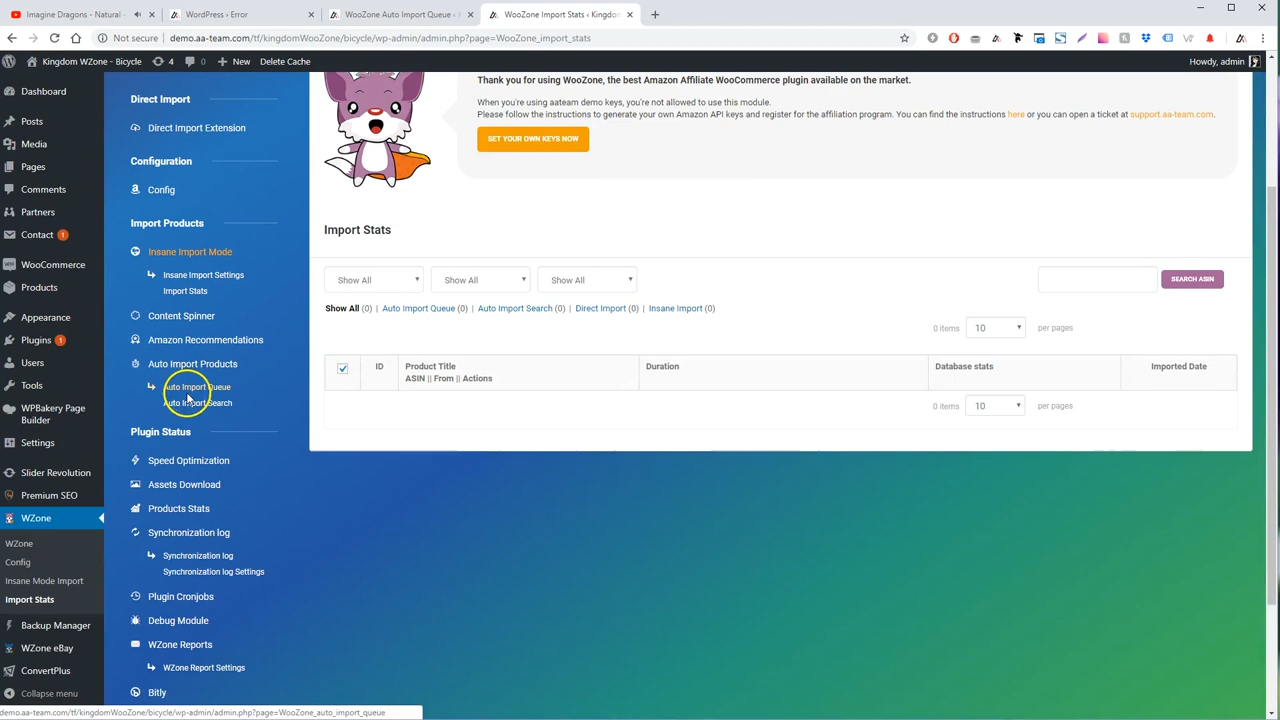 Imagine Dragons - Natural
WordPress › Error
WooZone Auto Import Queue ‹
WooZone Import Stats ‹ Kingdom
Not secure
demo.aa-team.com/tf/kingdomWooZone/bicycle/wp-admin/admin.php?page=WooZone_import_stats
Kingdom WZone - Bicycle
4
0
New
Delete Cache
Howdy, admin
Dashboard
Posts
Media
Pages
Comments
Partners
Contact 1
WooCommerce
Products
Appearance
Plugins 1
Users
Tools
WPBakery Page
Builder
Settings
Slider Revolution
Premium SEO
WZone
WZone
Config
Insane Mode Import
Import Stats
Backup Manager
WZone eBay
ConvertPlus
Collapse menu
Direct Import
Direct Import Extension
Configuration
Config
Import Products
Insane Import Mode
Insane Import Settings
Import Stats
Content Spinner
Amazon Recommendations
Auto Import Products
Auto Import Queue
Auto Import Search
Plugin Status
Speed Optimization
Assets Download
Products Stats
Synchronization log
Synchronization log
Synchronization log Settings
Plugin Cronjobs
Debug Module
WZone Reports
WZone Report Settings
Bitly
Thank you for using WooZone, the best Amazon Affiliate WooCommerce plugin available on the market.
When you're using aateam demo keys, you're not allowed to use this module.
Please follow the instructions to generate your own Amazon API keys and register for the affiliation program. You can find the instructions here or you can open a ticket at support.aa-team.com.
SET YOUR OWN KEYS NOW
Import Stats
Show All
Show All
Show All
SEARCH ASIN
Show All (0) | Auto Import Queue (0) | Auto Import Search (0) | Direct Import (0) | Insane Import (0)
0 items
10
per pages
ID
Product Title
ASIN || From || Actions
Duration
Database stats
Imported Date
0 items
10
per pages
demo.aa-team.com/tf/kingdomWooZone/bicycle/wp-admin/admin.php?page=WooZone_auto_import_queue